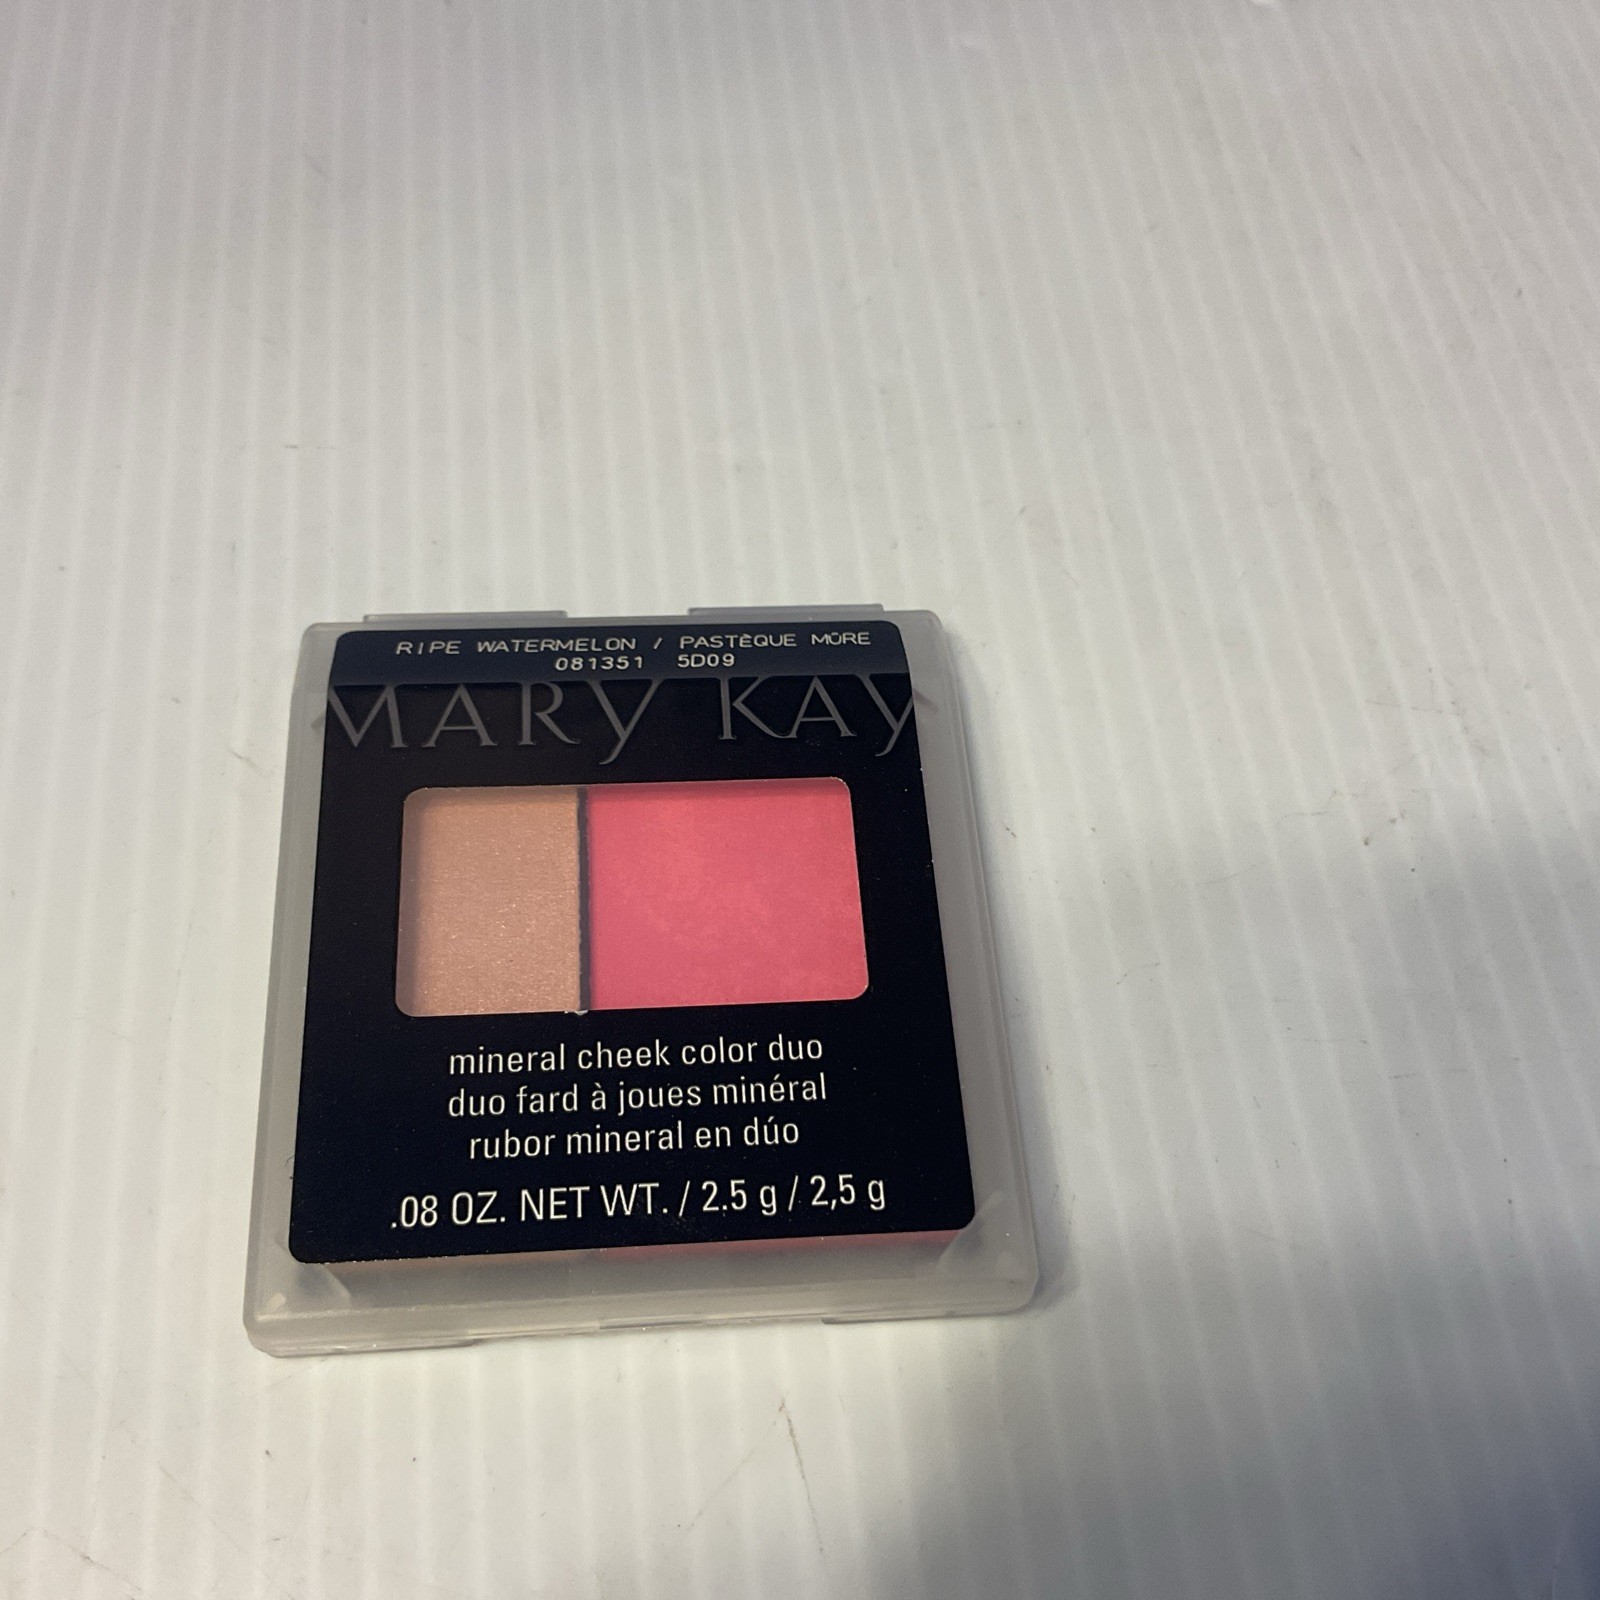 RIPE WATERMELON / PASTÈQUE MÛRE
081351 5D09
MARY KAY
mineral cheek color duo
duo fard à joues minéral
rubor mineral en dúo
.08 OZ. NET WT. / 2.5 g / 2,5 g